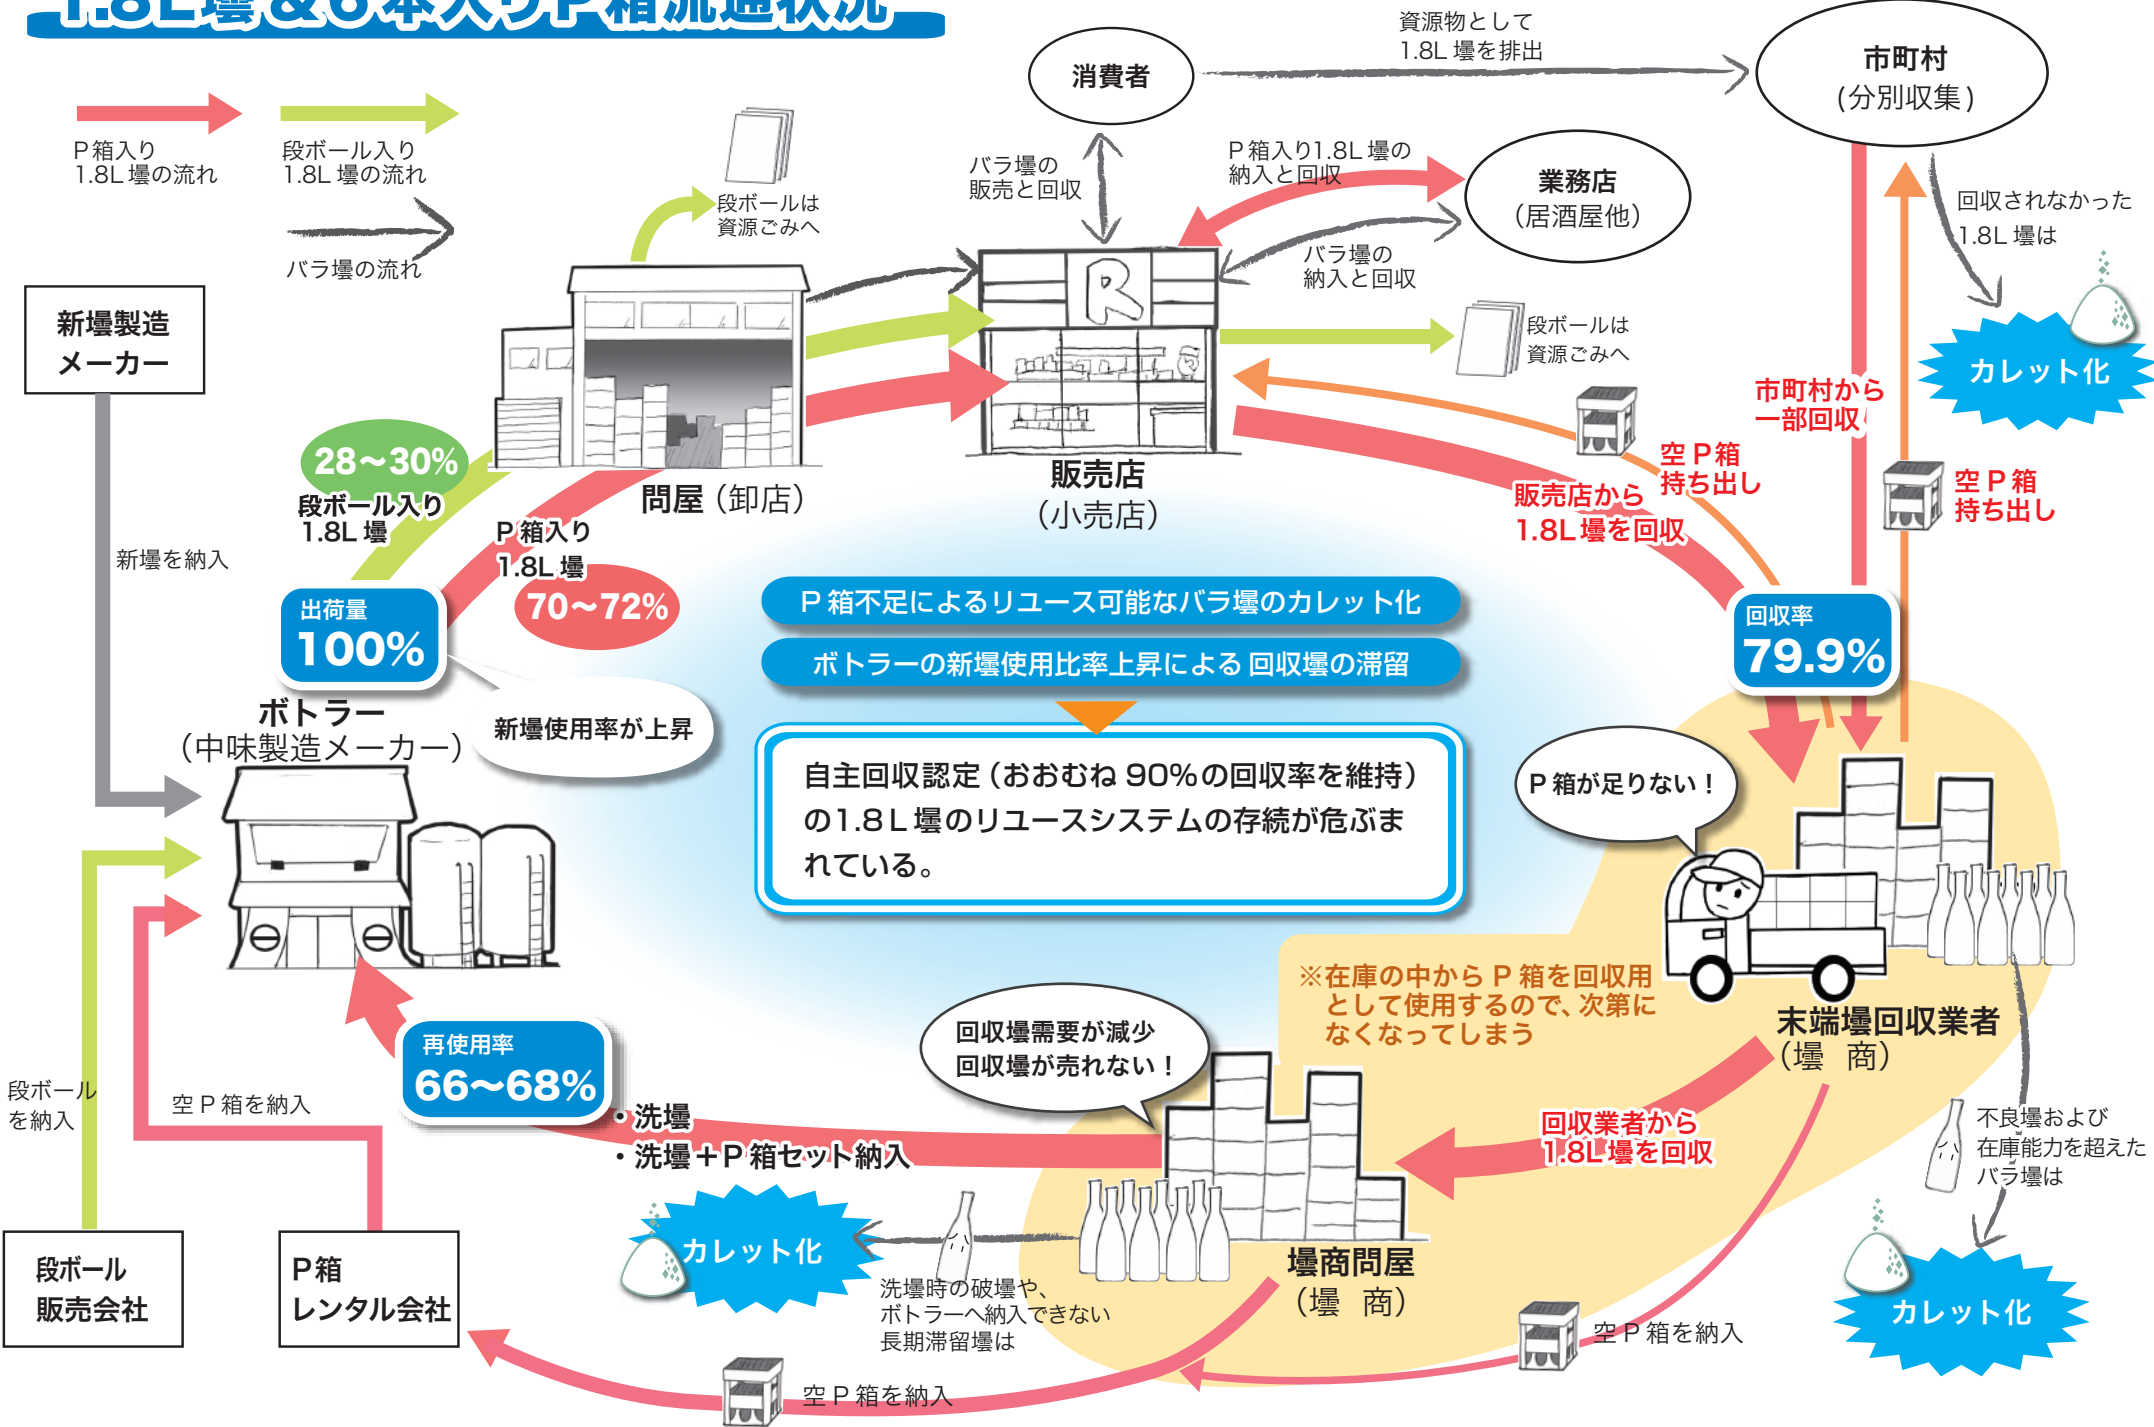 1.8L壜&6本入りP箱流通状況
P箱入り
1.8L壜の流れ
段ボール入り
1.8L壜の流れ
バラ壜の流れ
段ボールは
資源ごみへ
消費者
資源物として
1.8L壜を排出
市町村
(分別収集)
バラ壜の
販売と回収
P箱入り1.8L壜の
納入と回収
業務店
(居酒屋他)
バラ壜の
納入と回収
回収されなかった
1.8L壜は
カレット化
新壜製造
メーカー
新壜を納入
R
段ボールは
資源ごみへ
市町村から
一部回収
空P箱
持ち出し
空P箱
持ち出し
28〜30%
段ボール入り
1.8L壜
問屋(卸店)
販売店
(小売店)
販売店から
1.8L壜を回収
P箱入り
1.8L壜
70〜72%
出荷量
100%
P箱不足によるリユース可能なバラ壜のカレット化
ボトラーの新壜使用比率上昇による回収壜の滞留
回収率
79.9%
ボトラー
(中味製造メーカー)
新壜使用率が上昇
自主回収認定(おおむね90%の回収率を維持)
の1.8L壜のリユースシステムの存続が危ぶま
れている。
P箱が足りない!
※在庫の中からP箱を回収用
として使用するので、次第に
なくなってしまう
末端壜回収業者
(壜 商)
回収壜需要が減少
回収壜が売れない!
再使用率
66〜68%
・洗壜
・洗壜+P箱セット納入
回収業者から
1.8L壜を回収
不良壜および
在庫能力を超えた
バラ壜は
段ボール
を納入
空P箱を納入
カレット化
洗壜時の破壜や、
ボトラーへ納入できない
長期滞留壜は
壜商問屋
(壜 商)
カレット化
段ボール
販売会社
P箱
レンタル会社
空P箱を納入
空P箱を納入